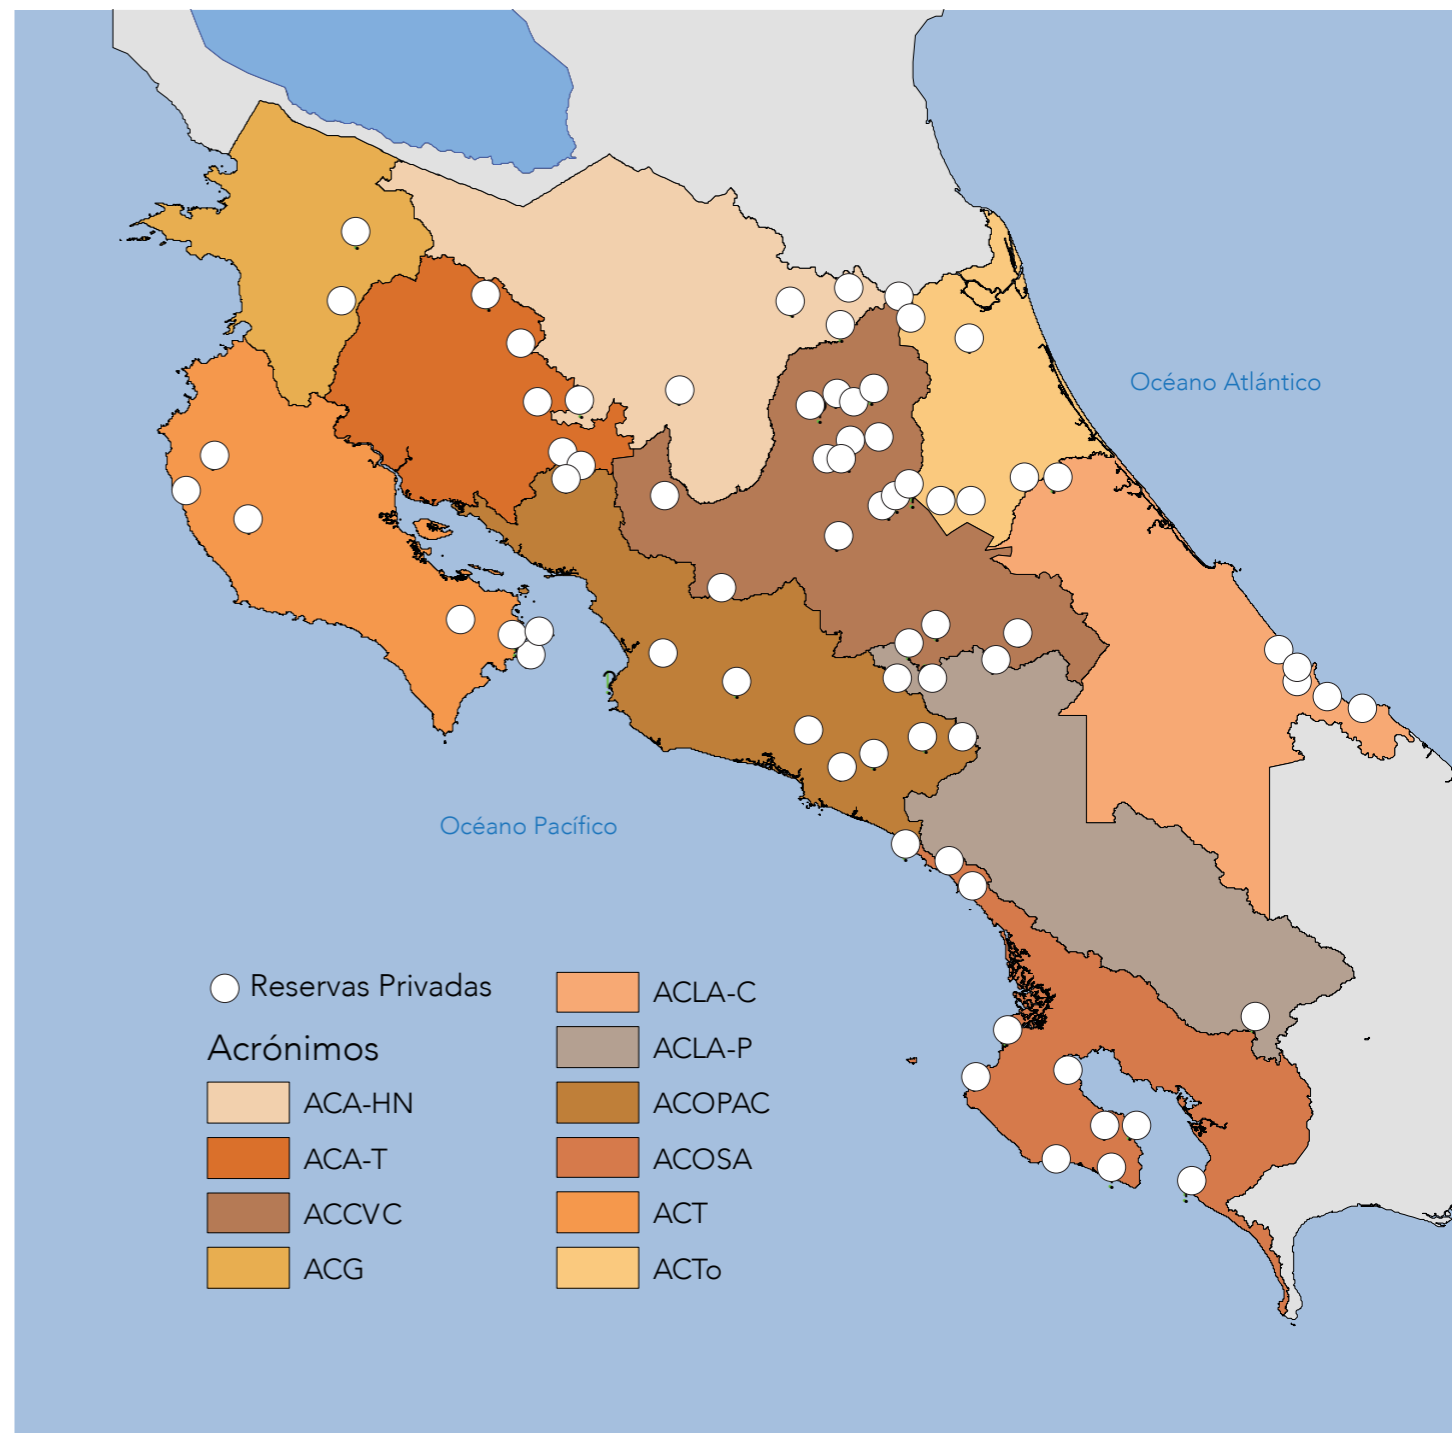 Océano Atlántico
Océano Pacífico
Reservas Privadas
Acrónimos
ACA-HN
ACA-T
ACCVC
ACG
ACLA-C
ACLA-P
ACOPAC
ACOSA
ACT
ACTo